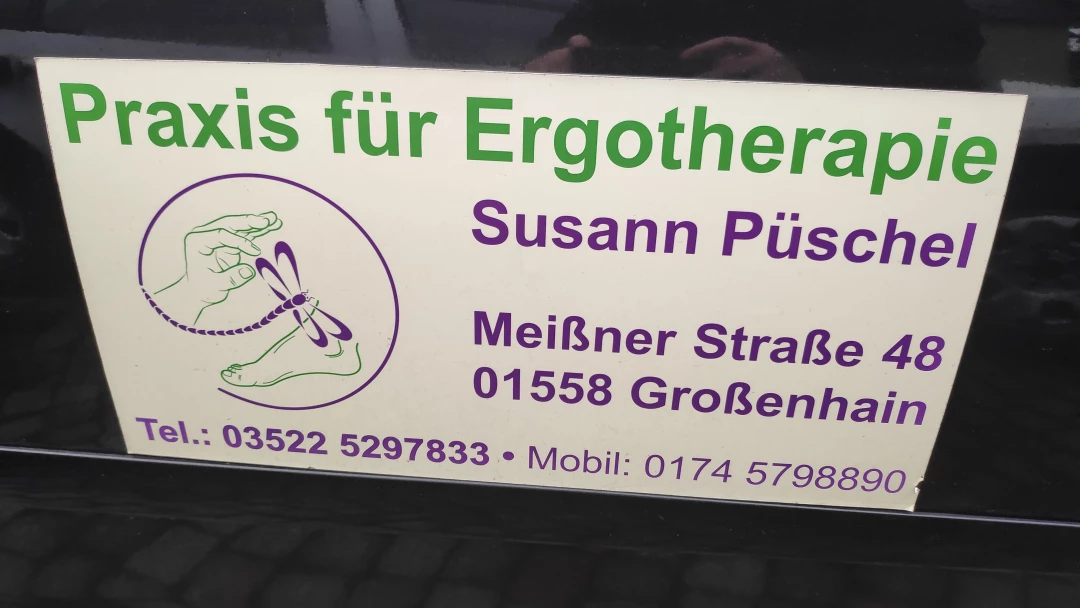 Praxis für Ergotherapie
Susann Püschel
Meißner Straße 48
01558 Großenhain
Tel.: 03522 5297833 • Mobil: 0174 5798890